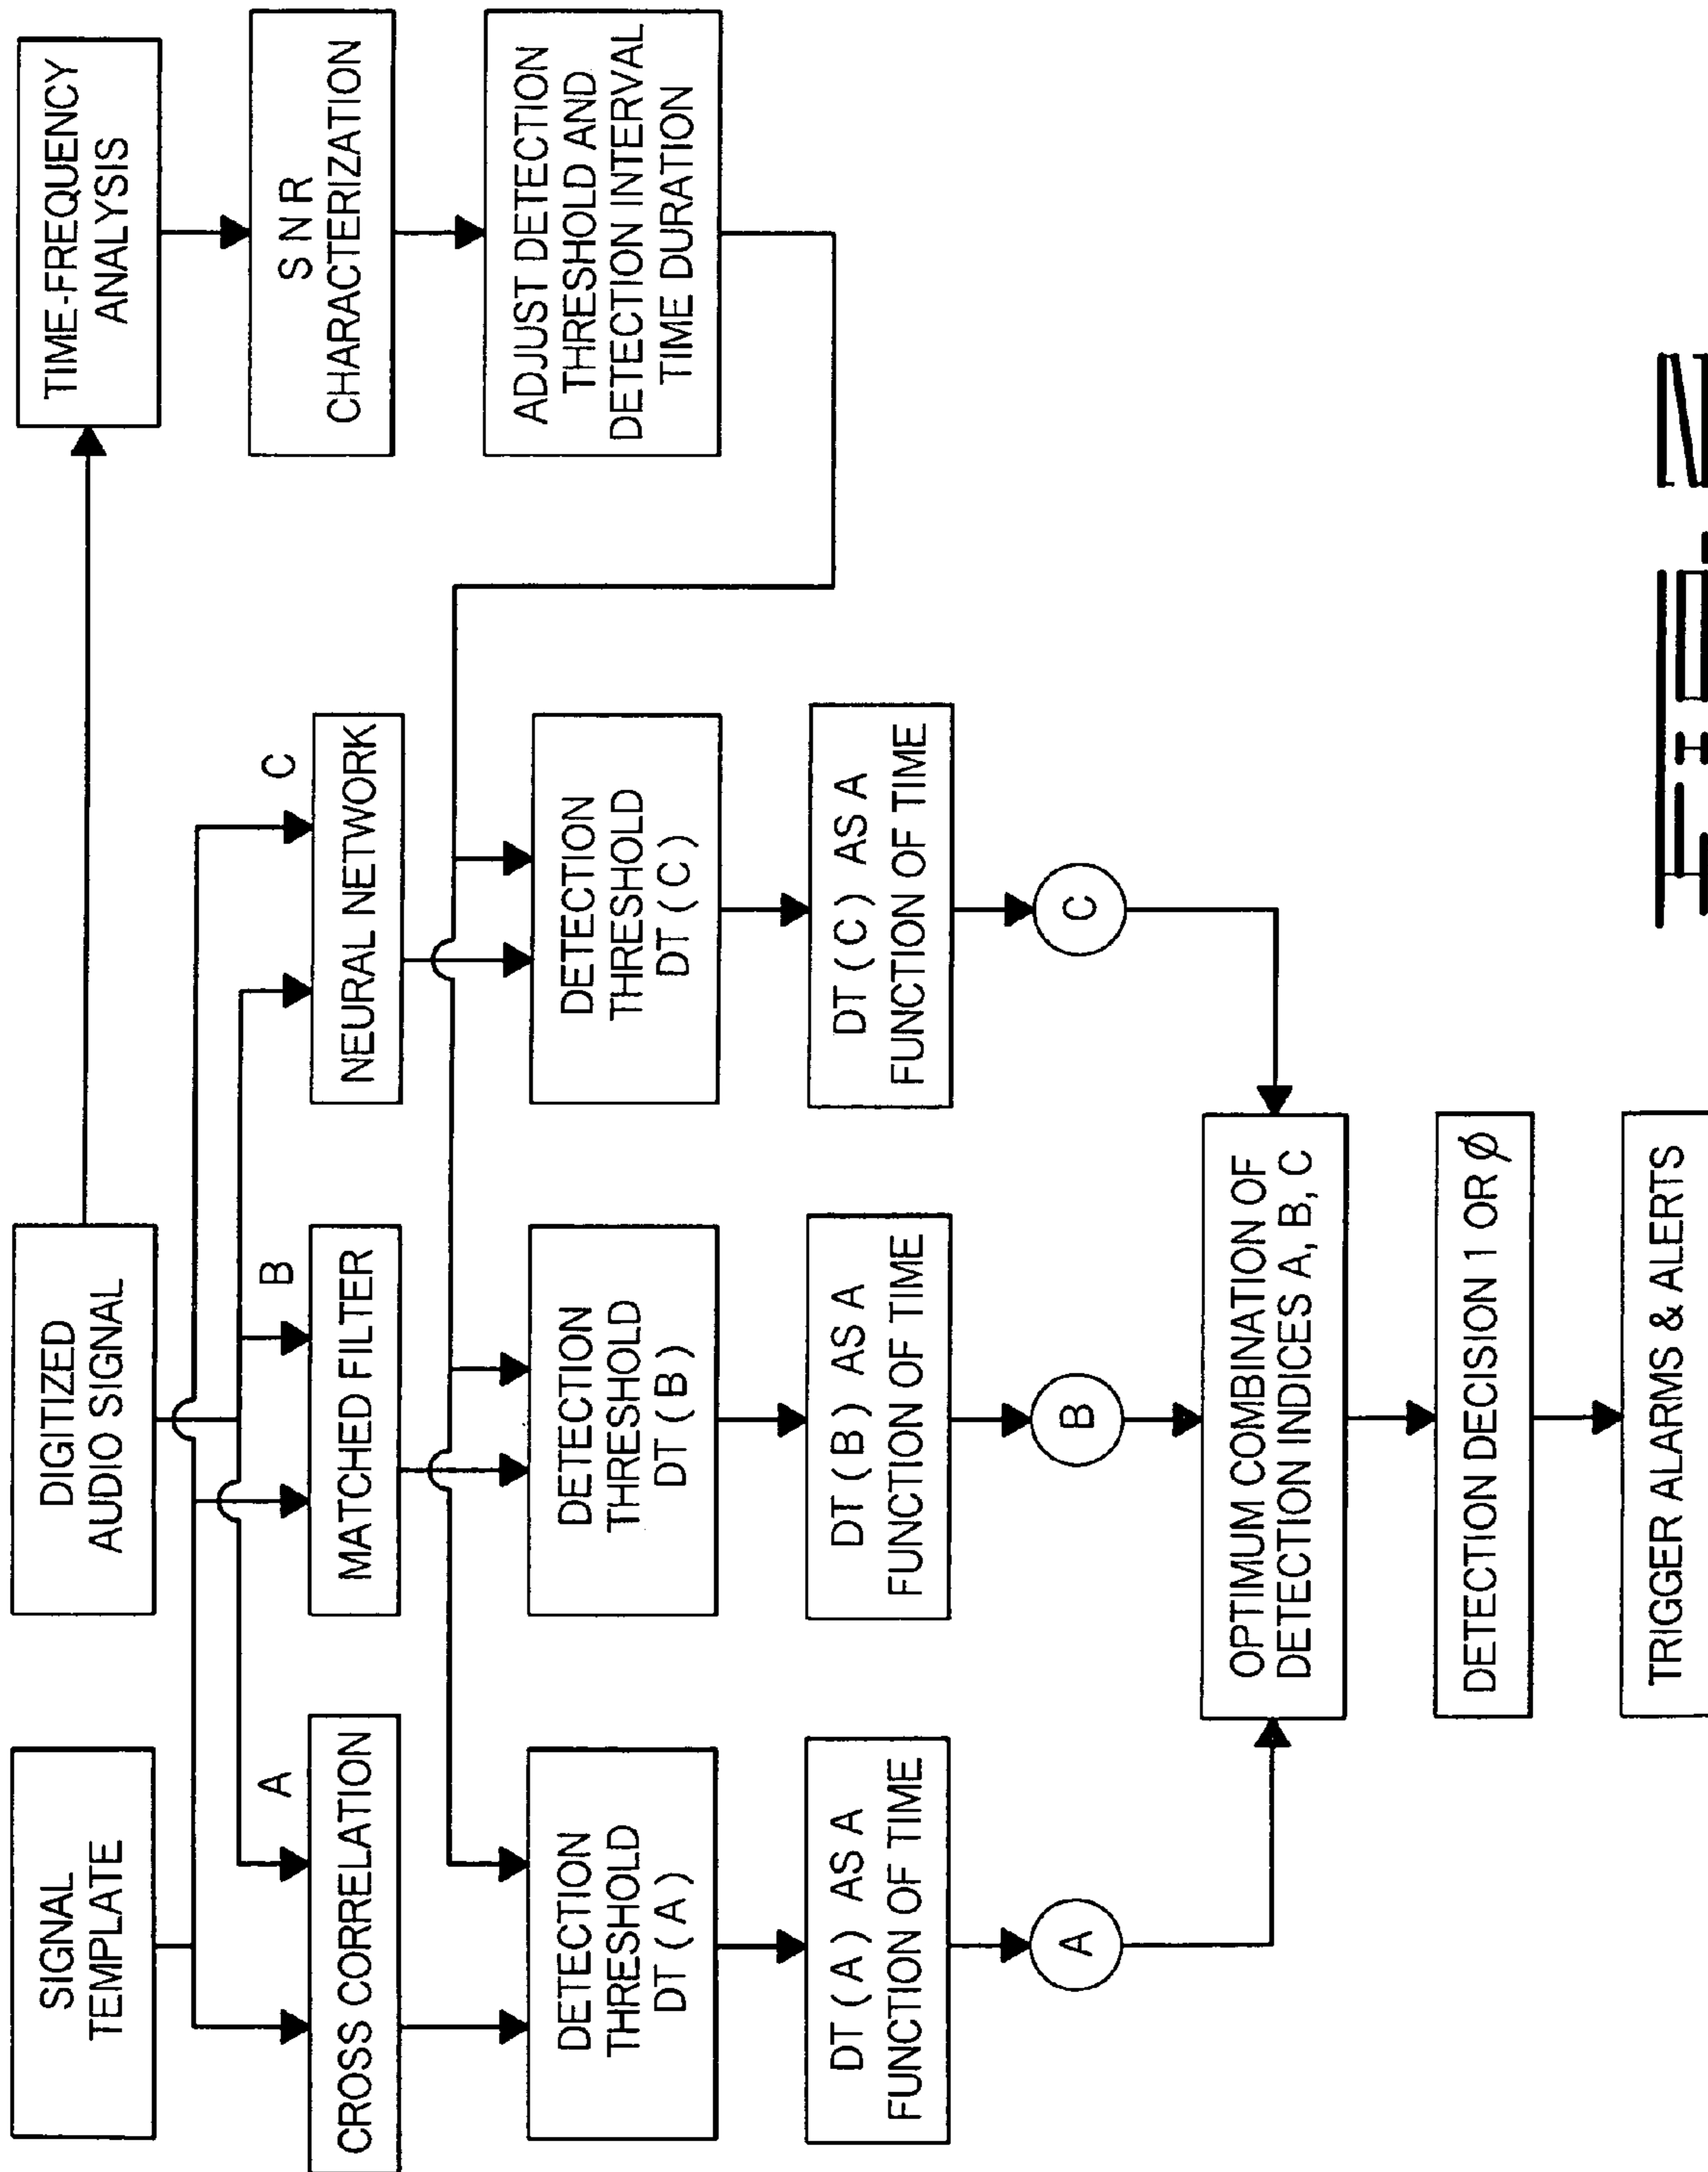 SIGNAL
TEMPLATE
DIGITIZED
AUDIO SIGNAL
TIME-FREQUENCY
ANALYSIS
A
B
C
CROSS CORRELATION
MATCHED FILTER
NEURAL NETWORK
S N R
CHARACTERIZATION
DETECTION
THRESHOLD
DT (A)
DETECTION
THRESHOLD
DT (B)
DETECTION
THRESHOLD
DT (C)
ADJUST DETECTION
THRESHOLD AND
DETECTION INTERVAL
TIME DURATION
DT (A) AS A
FUNCTION OF TIME
DT (B) AS A
FUNCTION OF TIME
DT (C) AS A
FUNCTION OF TIME
A
B
C
OPTIMUM COMBINATION OF
DETECTION INDICES A, B, C
DETECTION DECISION 1 OR Ø
TRIGGER ALARMS & ALERTS